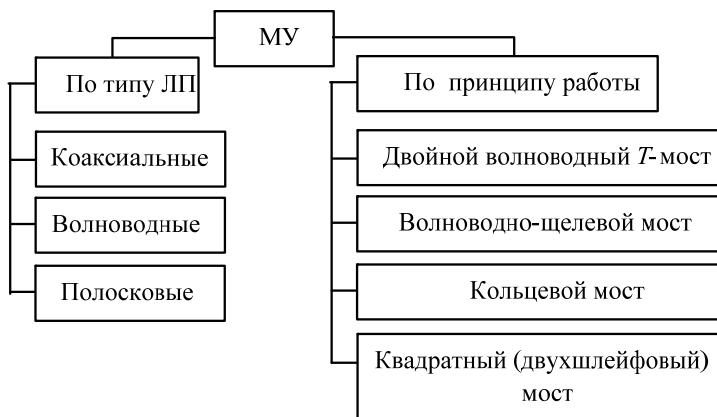 МУ
По типу ЛП
Коаксиальные
Волноводные
Полосковые
По принципу работы
Двойной волноводный Т-мост
Волноводно-щелевой мост
Кольцевой мост
Квадратный (двухшлейфовый)
мост